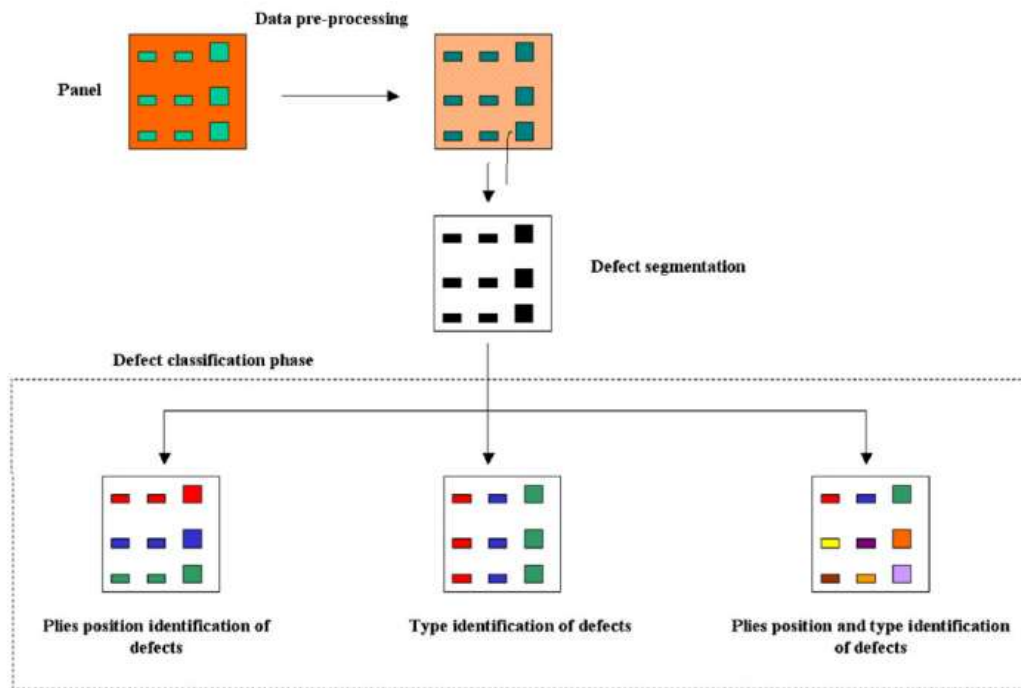 Data pre-processing
Panel
Defect segmentation
Defect classification phase
Plies position identification of
defects
Type identification of defects
Plies position and type identification
of defects